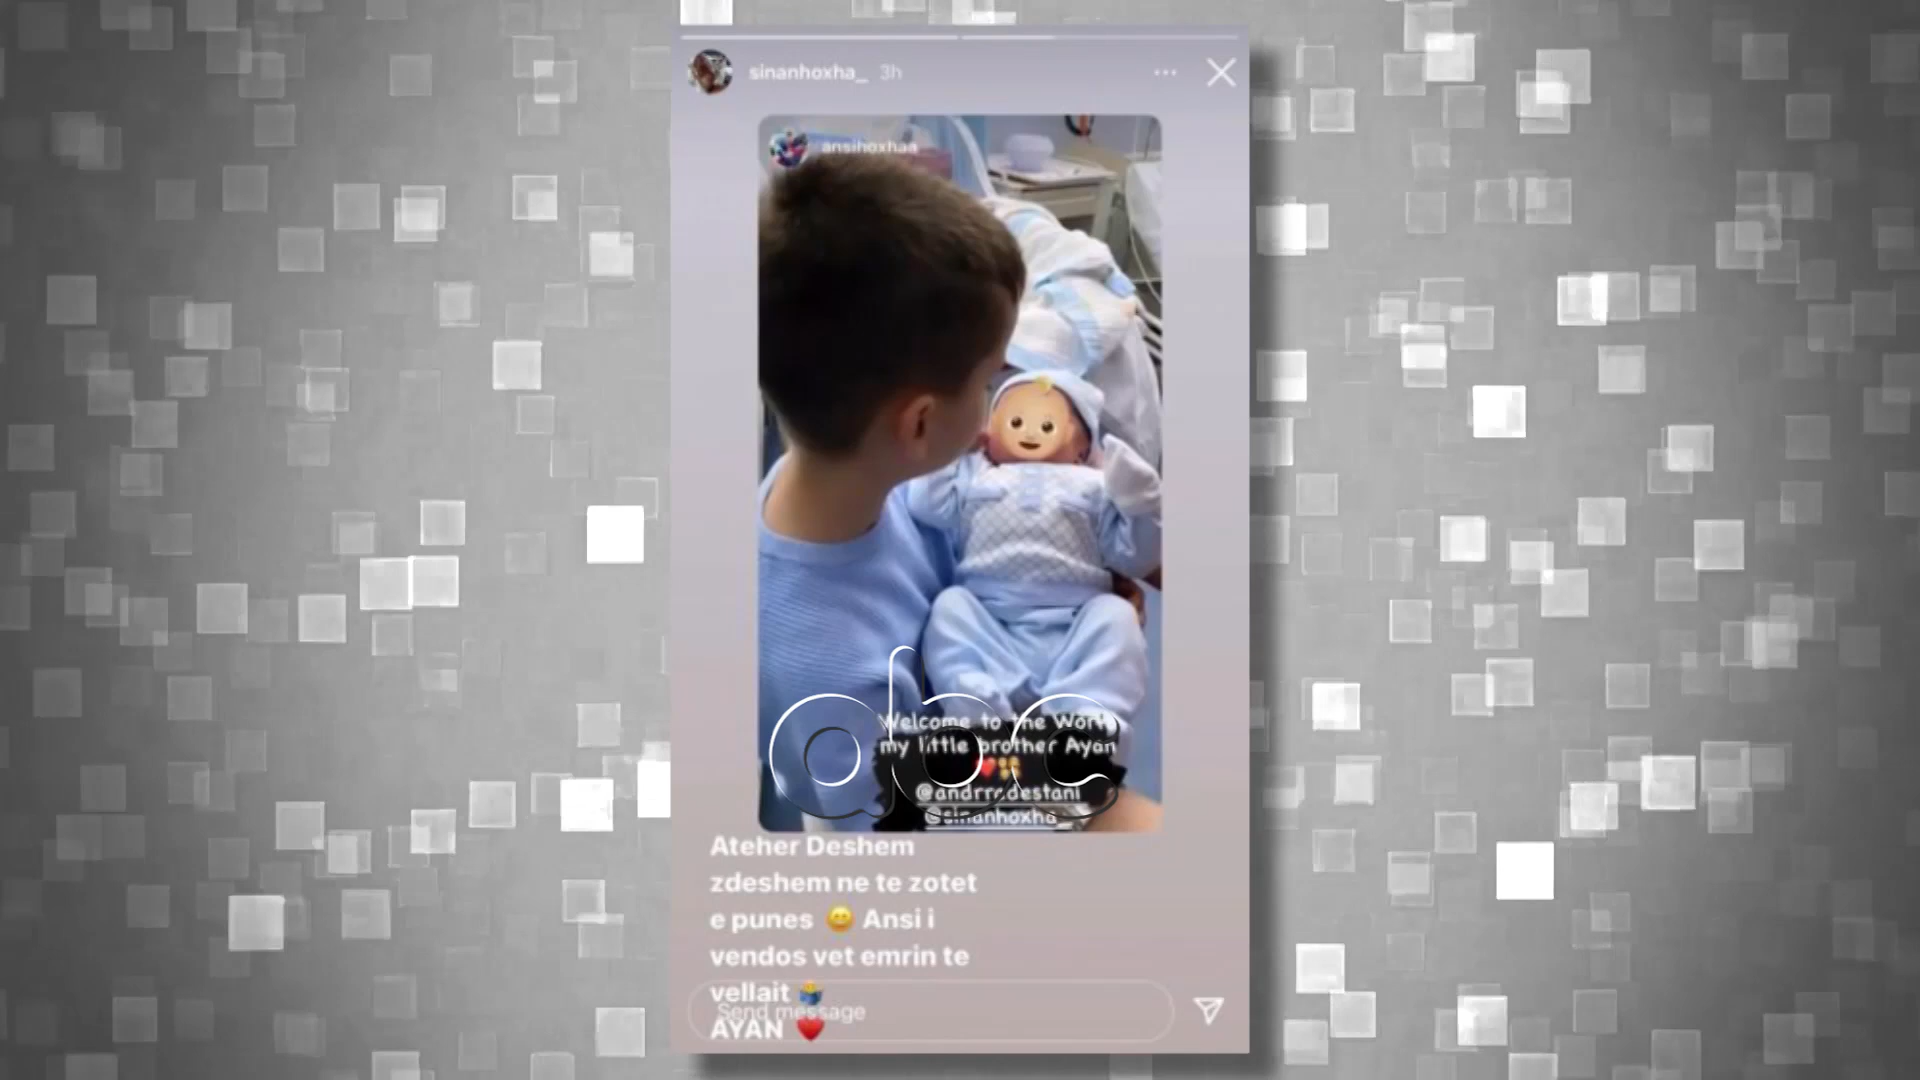 sinanhoxha_ 3h
ansihoxhaa
Welcome to the World
my little brother Ayan
@andrradestani
@sinanhoxha_
abc
Ateher Deshem
zdeshem ne te zotet
e punes 😄 Ansi i
vendos vet emrin te
vellait
Send message
AYAN ❤️